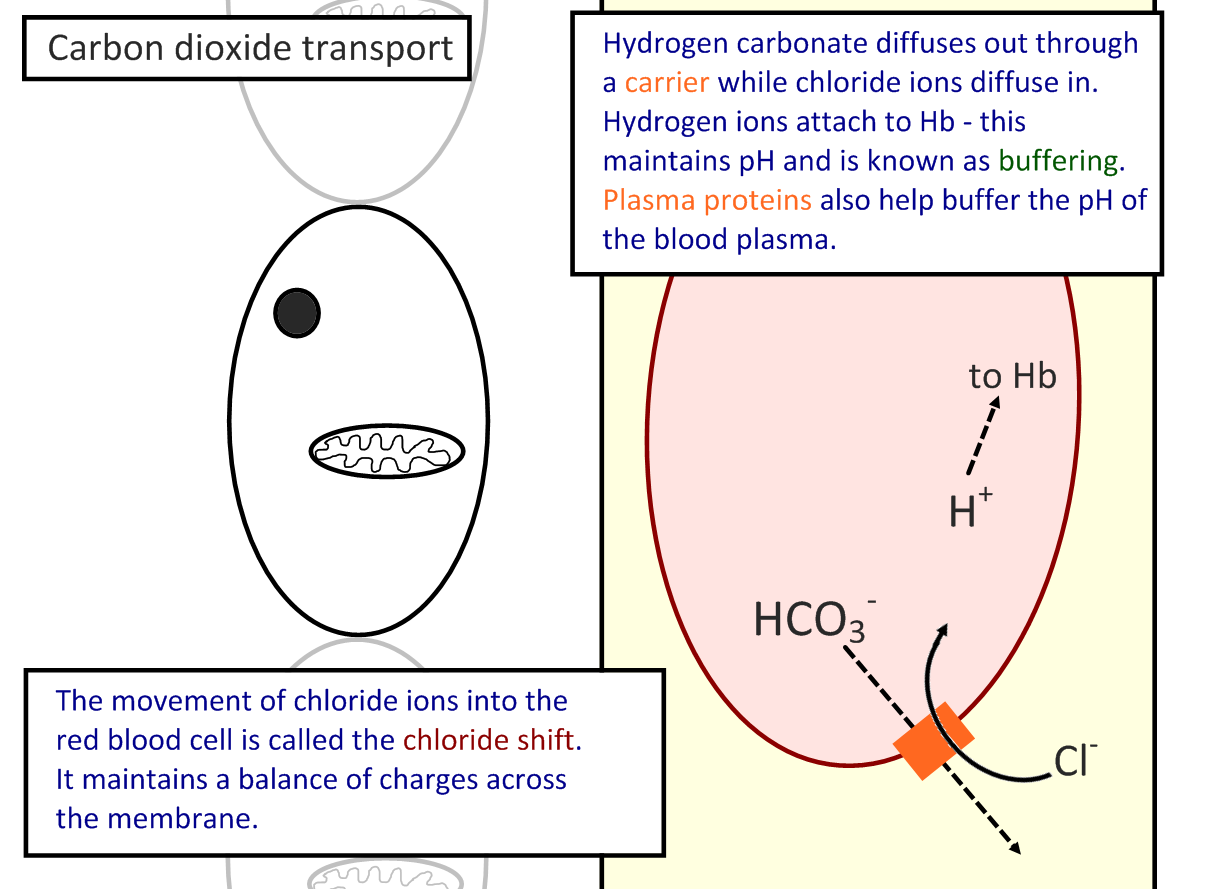 Carbon dioxide transport
Hydrogen carbonate diffuses out through
a carrier while chloride ions diffuse in.
Hydrogen ions attach to Hb - this
maintains pH and is known as buffering.
Plasma proteins also help buffer the pH of
the blood plasma.
to Hb
H⁺
HCO₃⁻
Cl⁻
The movement of chloride ions into the
red blood cell is called the chloride shift.
It maintains a balance of charges across
the membrane.